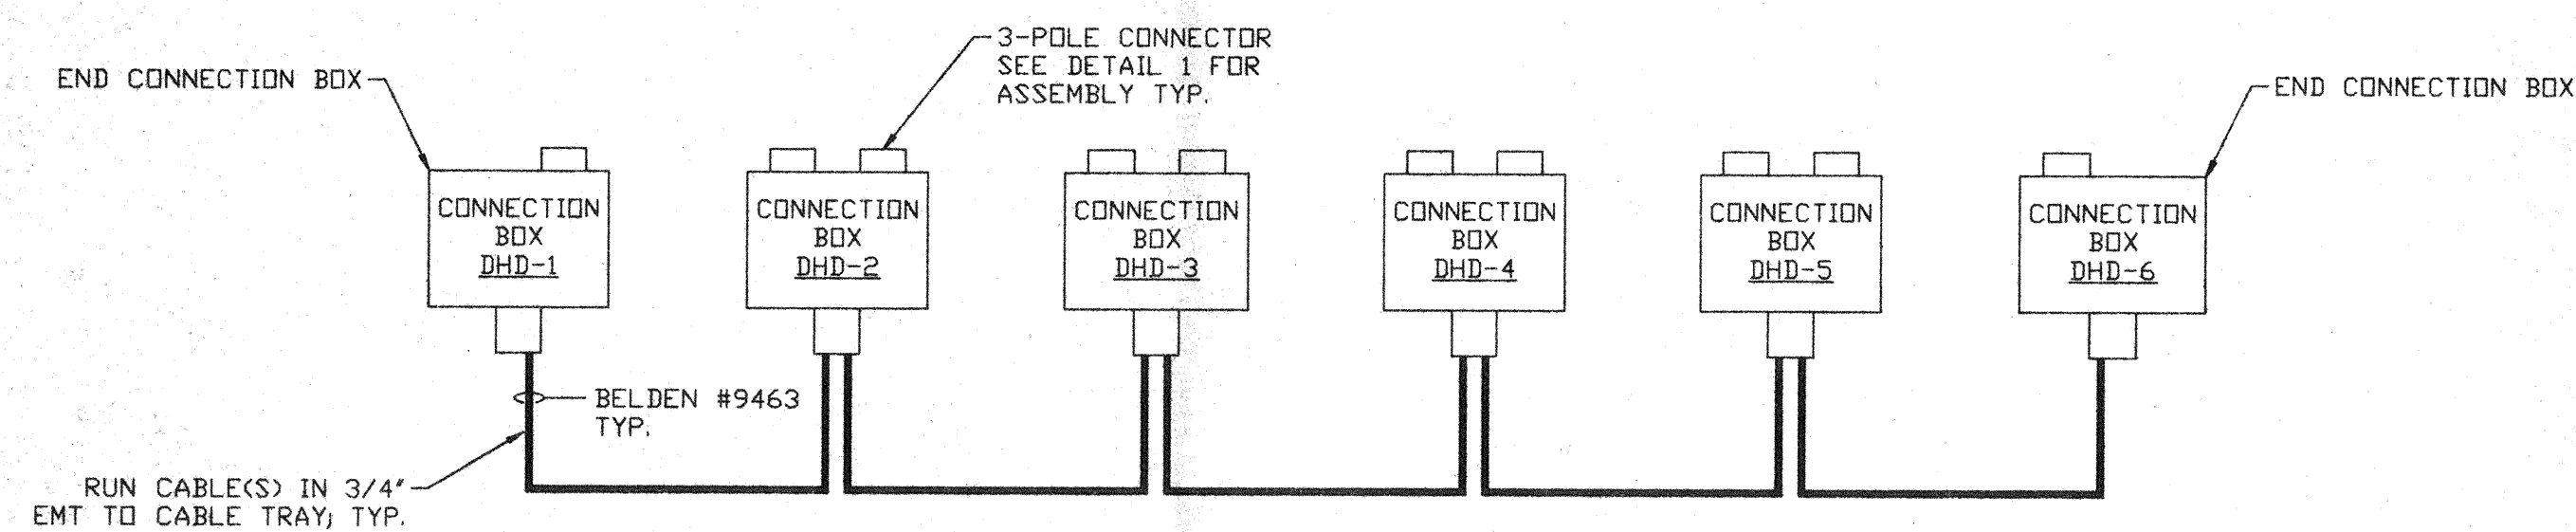 END CONNECTION BOX
3-POLE CONNECTOR
SEE DETAIL 1 FOR
ASSEMBLY TYP.
END CONNECTION BOX
CONNECTION
BOX
DHD-1
CONNECTION
BOX
DHD-2
CONNECTION
BOX
DHD-3
CONNECTION
BOX
DHD-4
CONNECTION
BOX
DHD-5
CONNECTION
BOX
DHD-6
BELDEN #9463
TYP.
RUN CABLE(S) IN 3/4"
EMT TO CABLE TRAY; TYP.